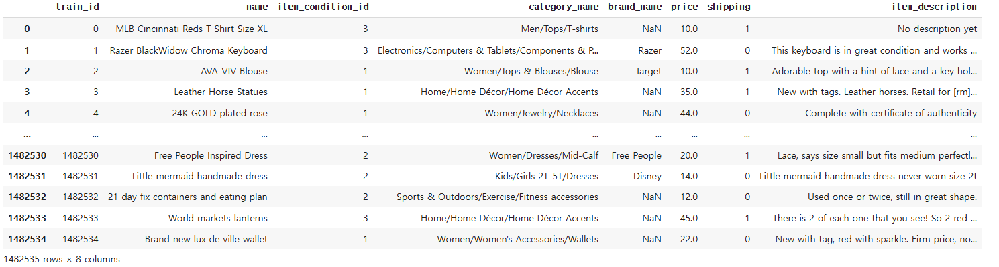 train_id name item_condition_id category_name brand_name price shipping item_description
0 0 MLB Cincinnati Reds T Shirt Size XL 3 Men/Tops/T-shirts NaN 10.0 1 No description yet
1 1 Razer BlackWidow Chroma Keyboard 3 Electronics/Computers & Tablets/Components & P... Razer 52.0 0 This keyboard is in great condition and works ...
2 2 AVA-VIV Blouse 1 Women/Tops & Blouses/Blouse Target 10.0 1 Adorable top with a hint of lace and a key hol...
3 3 Leather Horse Statues 1 Home/Home Décor/Home Décor Accents NaN 35.0 1 New with tags. Leather horses. Retail for [rm]...
4 4 24K GOLD plated rose 1 Women/Jewelry/Necklaces NaN 44.0 0 Complete with certificate of authenticity
... ... ... ... ... ... ... ... ...
1482530 1482530 Free People Inspired Dress 2 Women/Dresses/Mid-Calf Free People 20.0 1 Lace, says size small but fits medium perfectl...
1482531 1482531 Little mermaid handmade dress 2 Kids/Girls 2T-5T/Dresses Disney 14.0 0 Little mermaid handmade dress never worn size 2t
1482532 1482532 21 day fix containers and eating plan 2 Sports & Outdoors/Exercise/Fitness accessories NaN 12.0 0 Used once or twice, still in great shape.
1482533 1482533 World markets lanterns 3 Home/Home Décor/Home Décor Accents NaN 45.0 1 There is 2 of each one that you see! So 2 red ...
1482534 1482534 Brand new lux de ville wallet 1 Women/Women's Accessories/Wallets NaN 22.0 0 New with tag, red with sparkle. Firm price, no...
1482535 rows × 8 columns